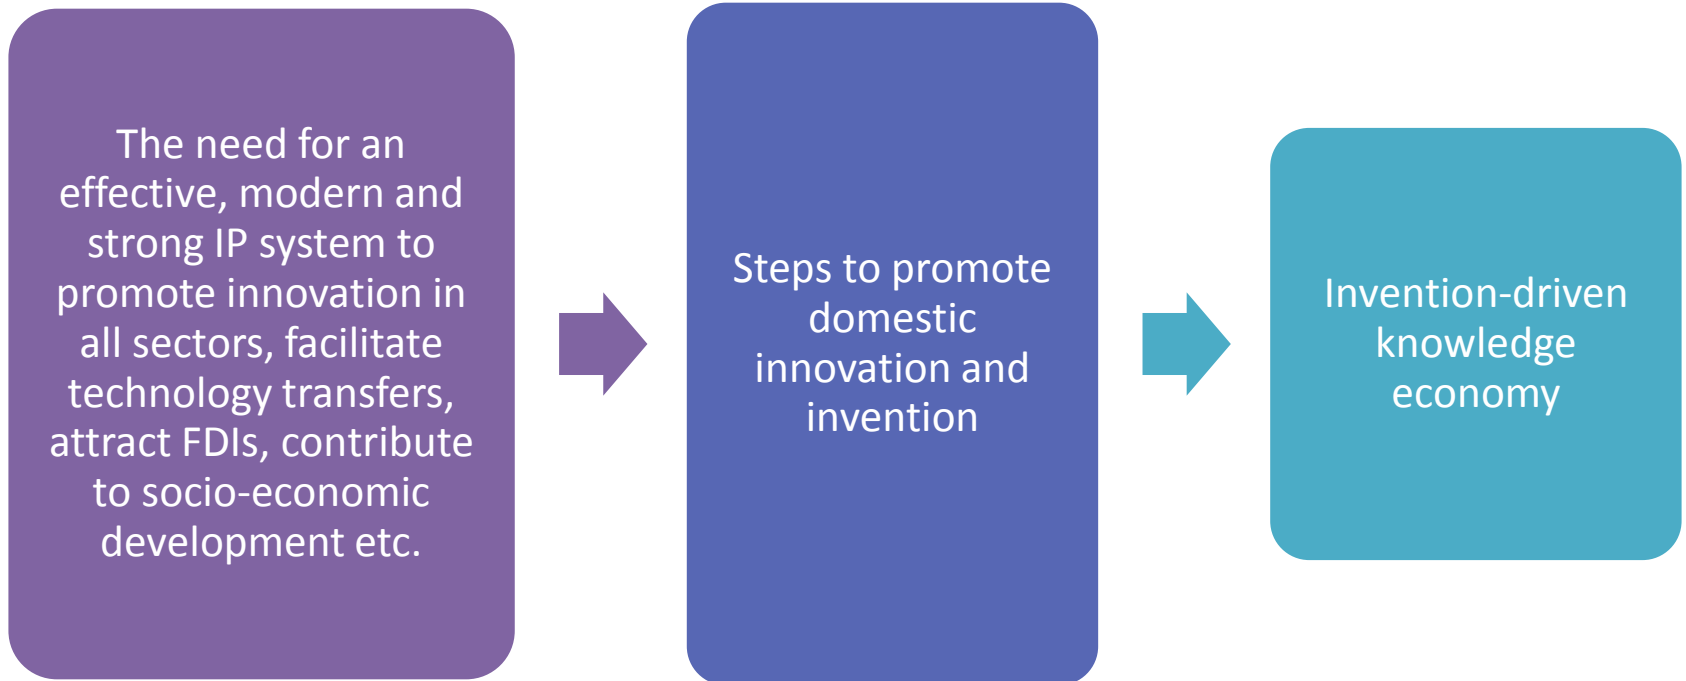 The need for an
effective, modern and
strong IP system to
promote innovation in
all sectors, facilitate
technology transfers,
attract FDIs, contribute
to socio-economic
development etc.
Steps to promote
domestic
innovation and
invention
Invention-driven
knowledge
economy